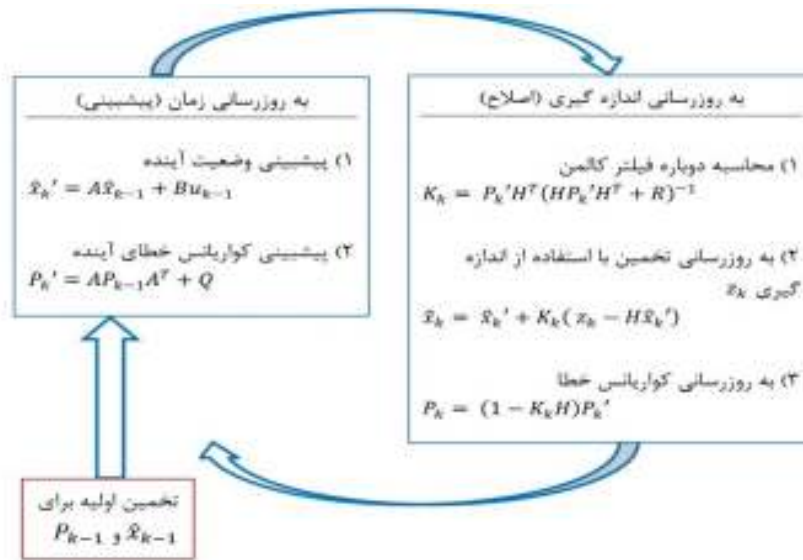 به روزرسانی زمان (پیشبینی)
۱) پیشبینی وضعیت آینده
x̂ₖ′ = Ax̂ₖ₋₁ + Buₖ₋₁
۲) پیشبینی کواریانس خطای آینده
Pₖ′ = APₖ₋₁Aᵀ + Q
به روزرسانی اندازه گیری (اصلاح)
۱) محاسبه دوباره فیلتر کالمن
Kₖ = Pₖ′Hᵀ(HPₖ′Hᵀ + R)⁻¹
۲) به روزرسانی تخمین با استفاده از اندازه
گیری zₖ
x̂ₖ = x̂ₖ′ + Kₖ( zₖ − Hx̂ₖ′)
۳) به روزرسانی کواریانس خطا
Pₖ = (1 − KₖH)Pₖ′
تخمین اولیه برای
x̂ₖ₋₁ و Pₖ₋₁